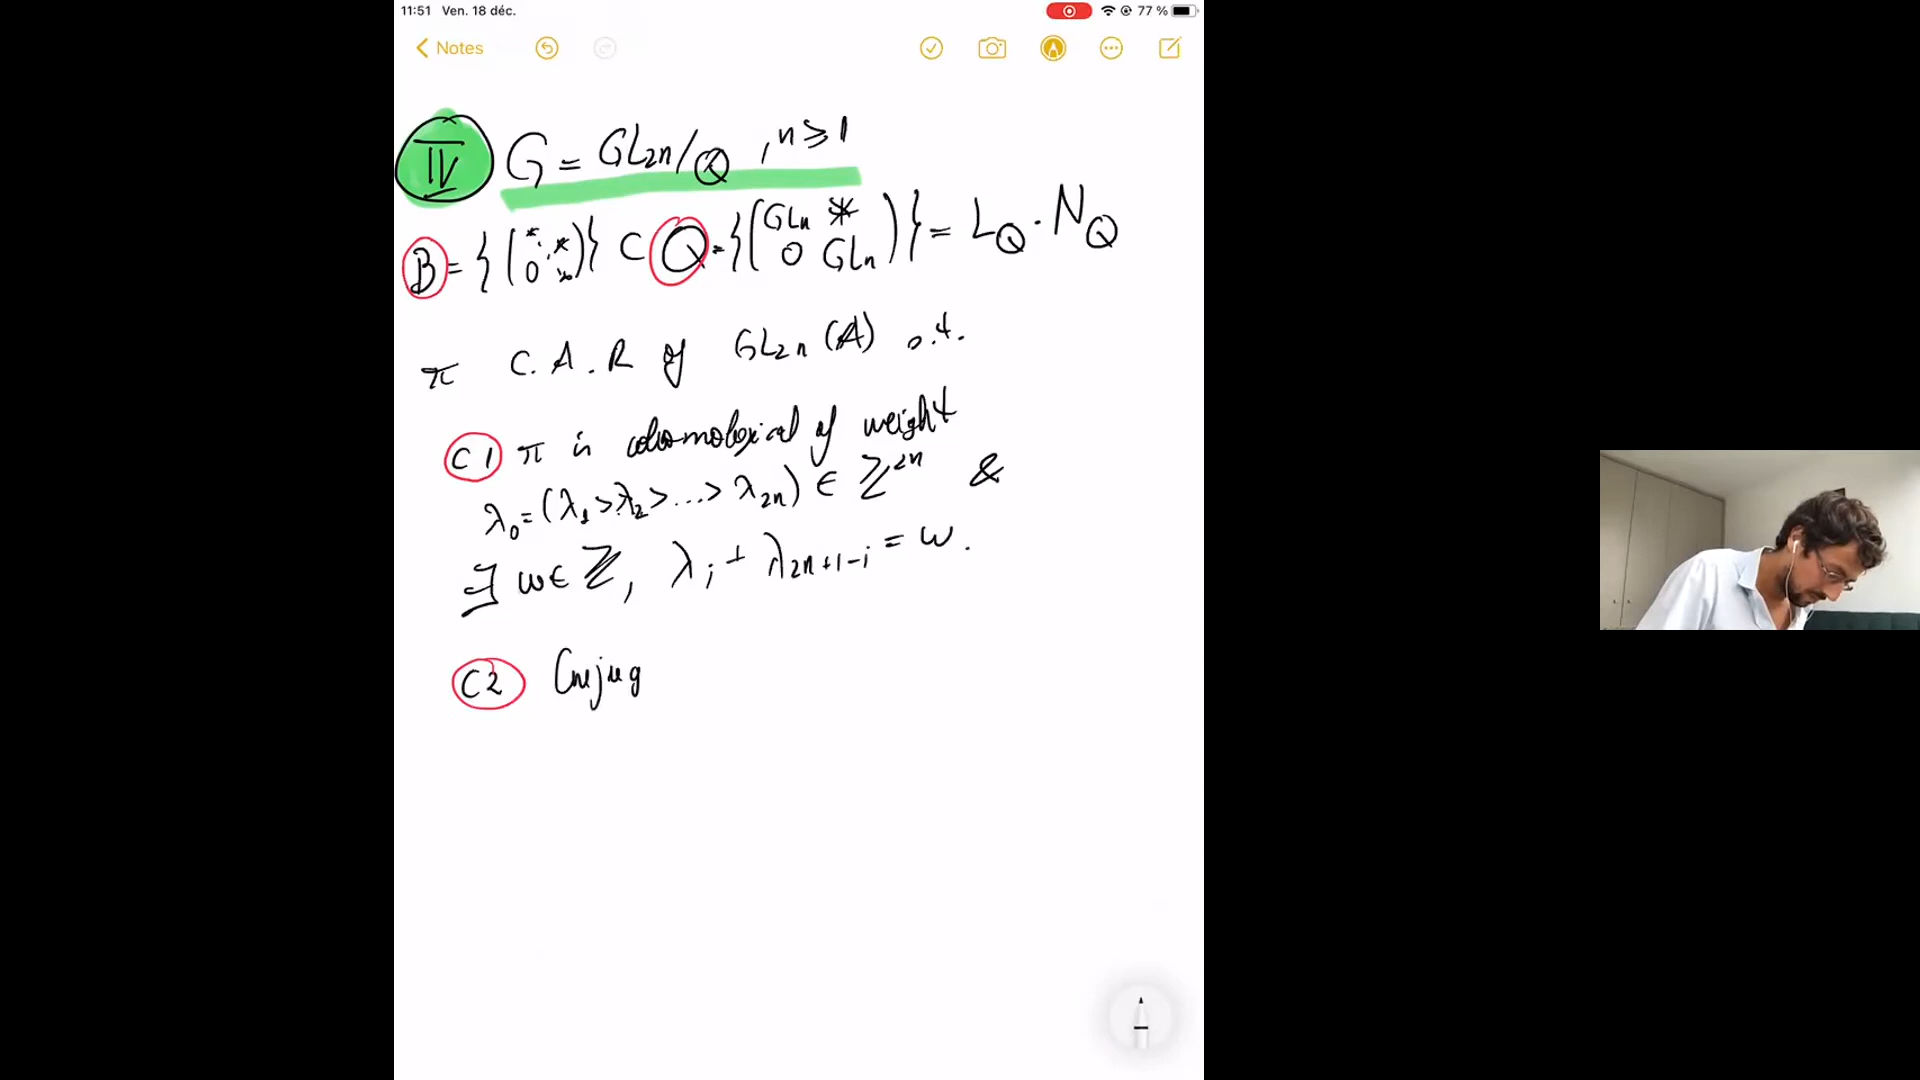 11:51 Ven. 18 déc. 77 %
Notes
IV G = GL2n/Q , n ⩾ 1
B = {(* * 0 *)} ⊂ Q = {(GLn * 0 GLn)} = LQ · NQ
π C.A.R of GL2n (A) s.t.
C1 π is cohomological of weight
λ0 = (λ1 > λ2 > ... > λ2n) ∈ ℤ^2n &
∃ w ∈ ℤ, λi + λ2n+1-i = w.
C2 Conjug